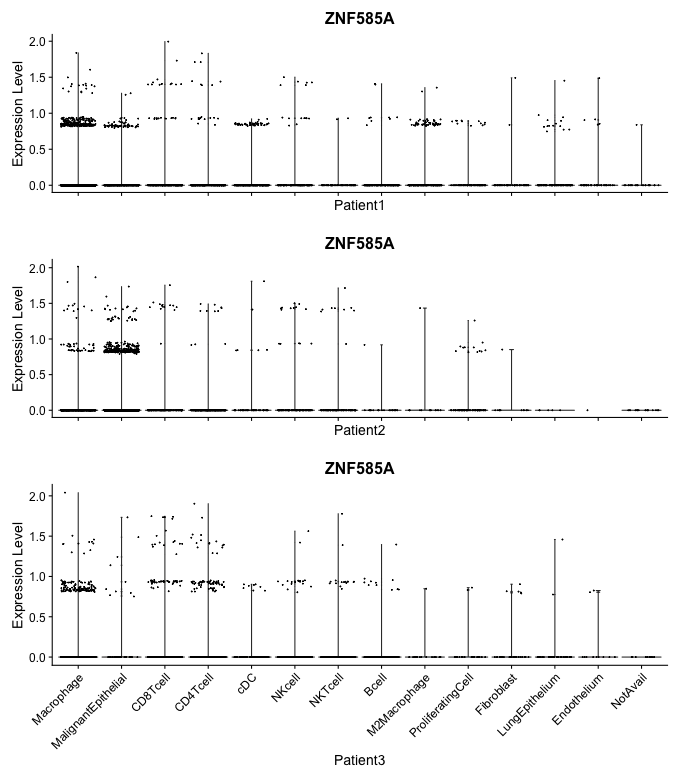 ZNF585A
Expression Level
2.0
1.5
1.0
0.5
0.0
Patient1
ZNF585A
Expression Level
2.0
1.5
1.0
0.5
0.0
Patient2
ZNF585A
Expression Level
2.0
1.5
1.0
0.5
0.0
Macrophage
MalignantEpithelial
CD8Tcell
CD4Tcell
cDC
NKcell
NKTcell
Bcell
M2Macrophage
ProliferatingCell
Fibroblast
LungEpithelium
Endothelium
NotAvail
Patient3